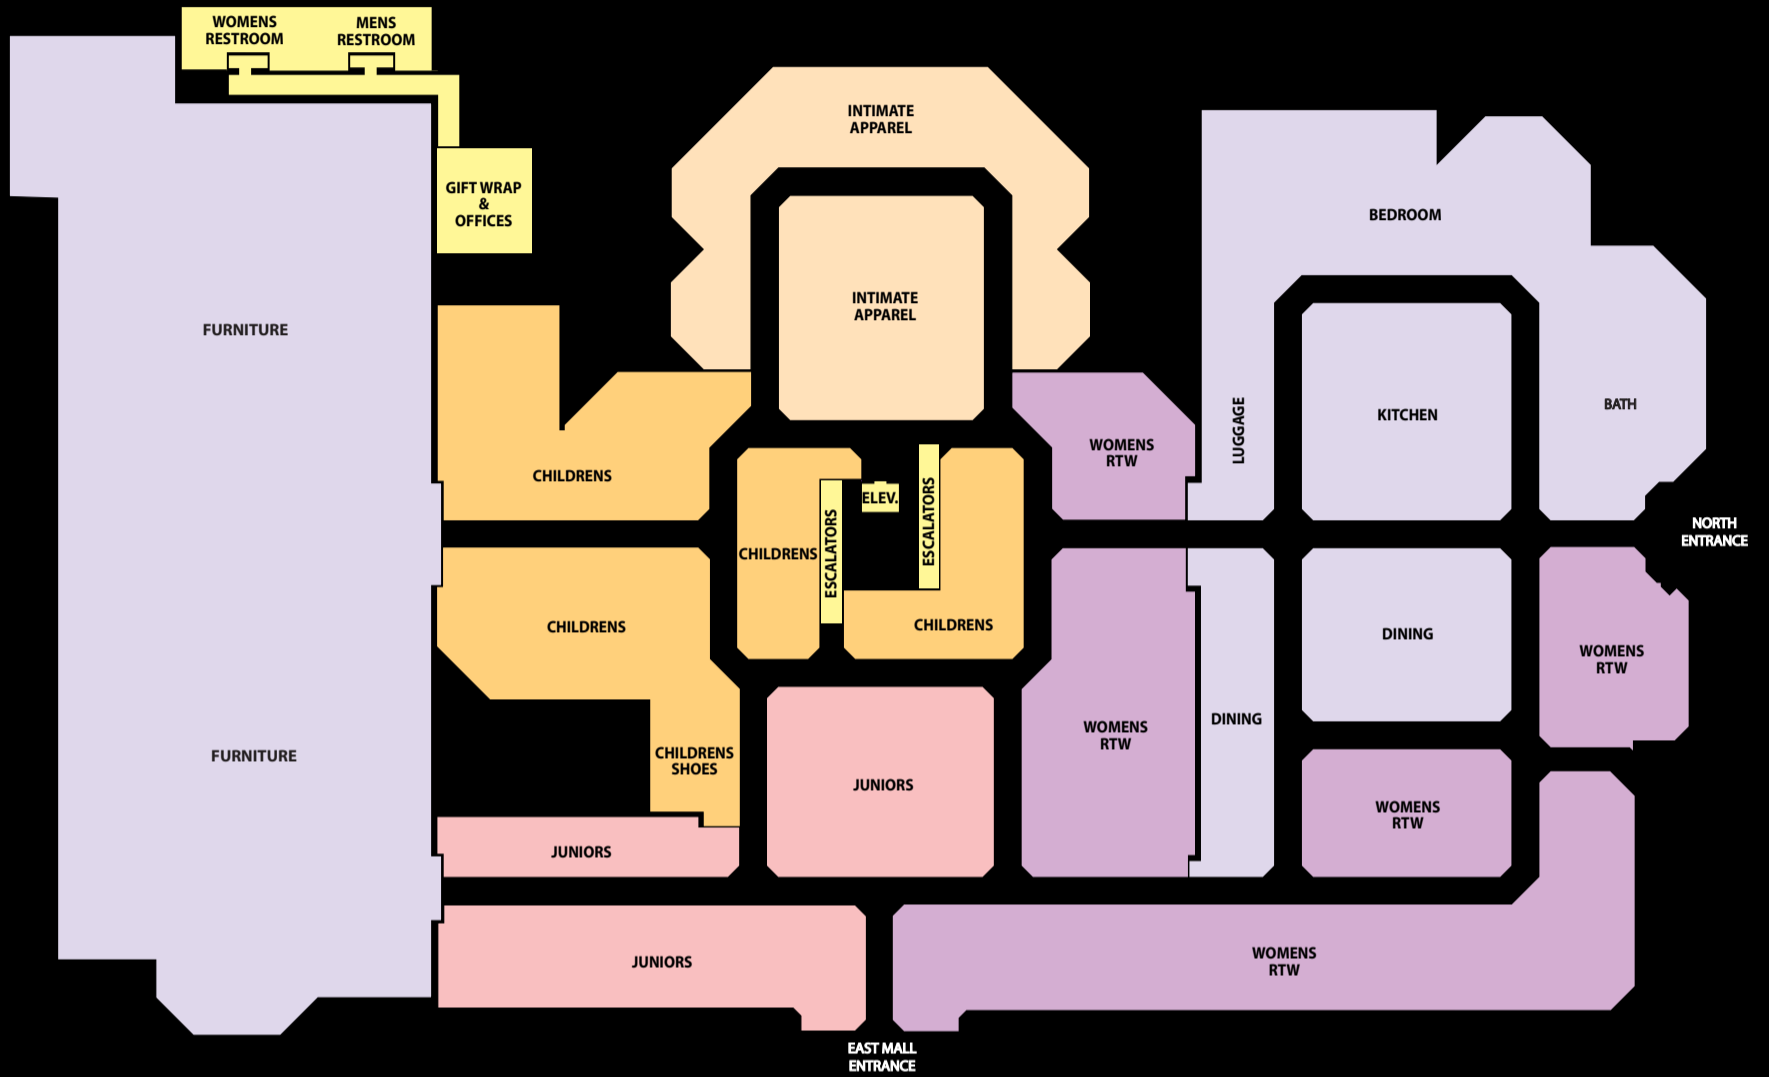 WOMENS
RESTROOM
MENS
RESTROOM
GIFT WRAP
&
OFFICES
INTIMATE
APPAREL
INTIMATE
APPAREL
BEDROOM
FURNITURE
LUGGAGE
KITCHEN
BATH
CHILDRENS
WOMENS
RTW
ELEV.
ESCALATORS
ESCALATORS
NORTH
ENTRANCE
CHILDRENS
CHILDRENS
CHILDRENS
DINING
WOMENS
RTW
FURNITURE
CHILDRENS
SHOES
JUNIORS
WOMENS
RTW
DINING
WOMENS
RTW
JUNIORS
JUNIORS
WOMENS
RTW
EAST MALL
ENTRANCE